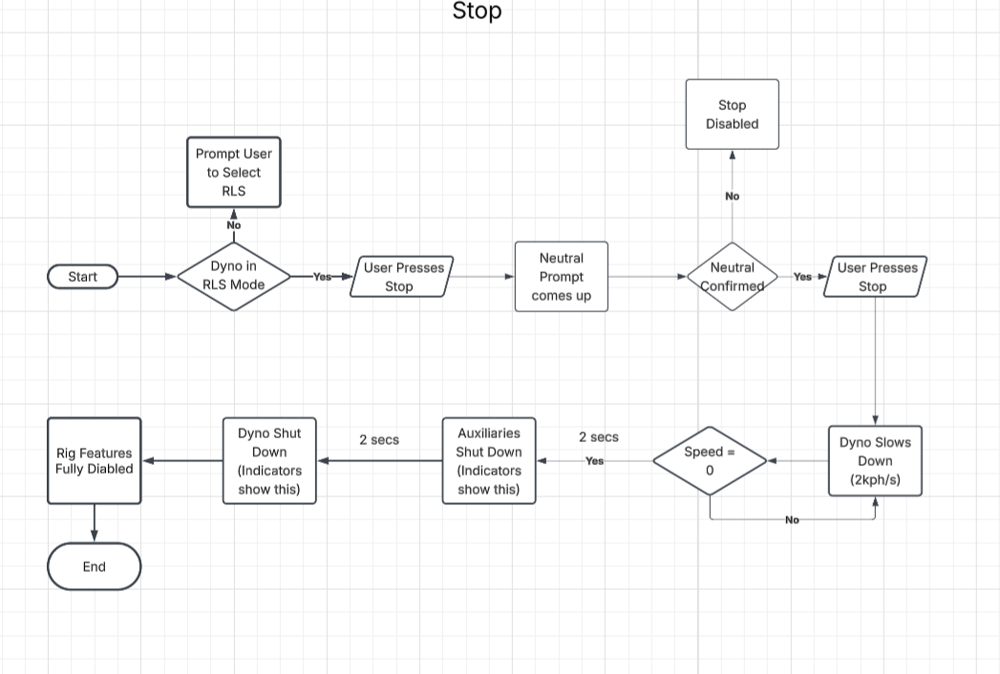 Stop
Stop
Disabled
No
Prompt User
to Select
RLS
No
Start
Dyno in
RLS Mode
Yes
User Presses
Stop
Neutral
Prompt
comes up
Neutral
Confirmed
Yes
User Presses
Stop
Dyno Slows
Down
(2kph/s)
Speed =
0
No
2 secs
Yes
Auxiliaries
Shut Down
(Indicators
show this)
2 secs
Dyno Shut
Down
(Indicators
show this)
Rig Features
Fully Diabled
End